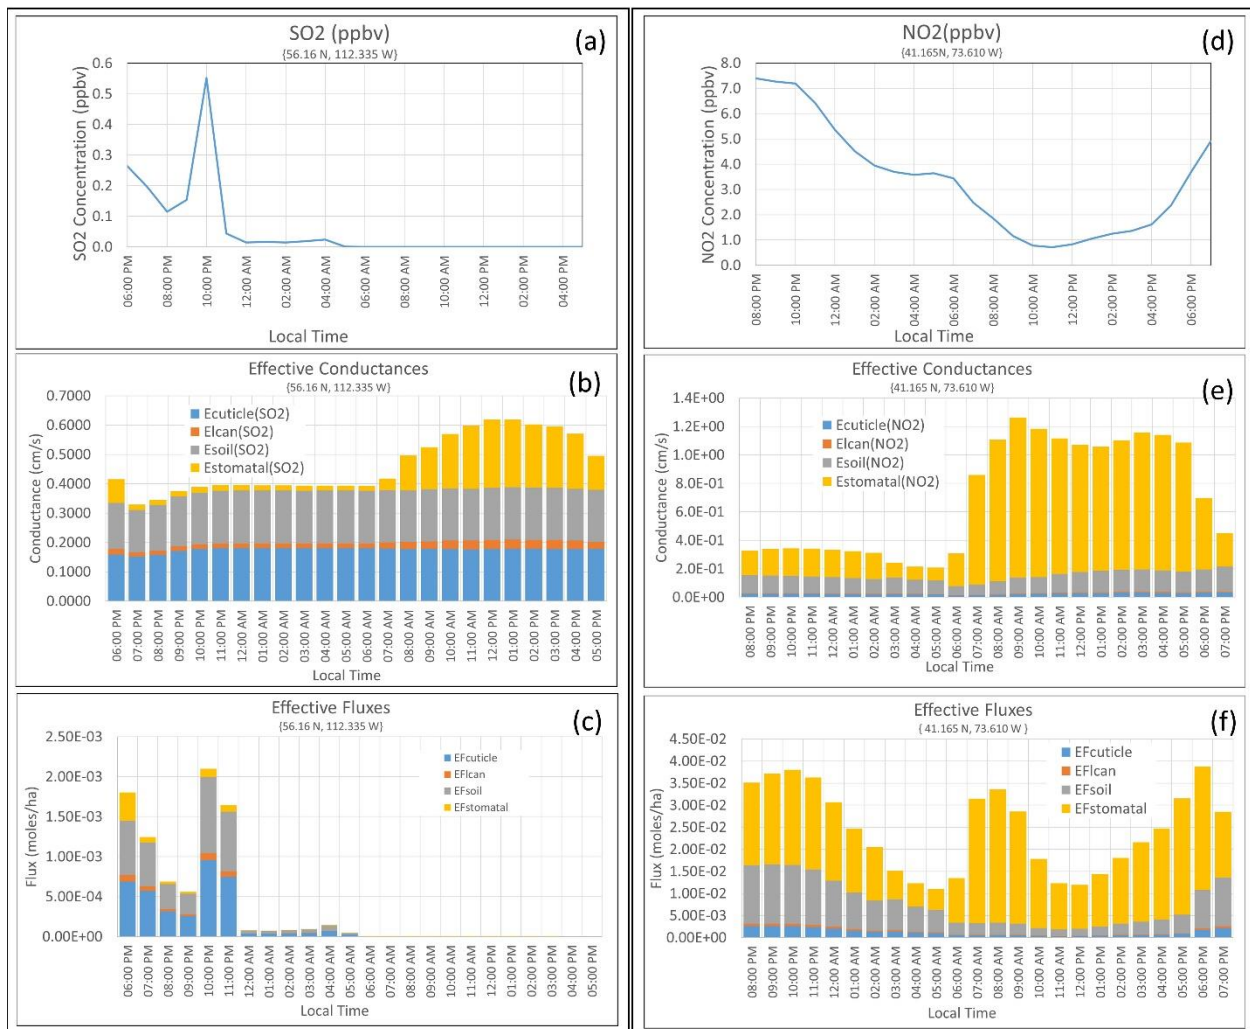 SO2 (ppbv)
(a)
{56.16 N, 112.335 W}
SO2 Concentration (ppbv)
0.6
0.5
0.4
0.3
0.2
0.1
0.0
06:00 PM
08:00 PM
10:00 PM
12:00 AM
02:00 AM
04:00 AM
06:00 AM
08:00 AM
10:00 AM
12:00 PM
02:00 PM
04:00 PM
Local Time
Effective Conductances
(b)
{56.16 N, 112.335 W}
Conductance (cm/s)
0.7000
0.6000
0.5000
0.4000
0.3000
0.2000
0.1000
0.0000
Ecuticle(SO2)
Elcan(SO2)
Esoil(SO2)
Estomatal(SO2)
06:00 PM
07:00 PM
08:00 PM
09:00 PM
10:00 PM
11:00 PM
12:00 AM
01:00 AM
02:00 AM
03:00 AM
04:00 AM
05:00 AM
06:00 AM
07:00 AM
08:00 AM
09:00 AM
10:00 AM
11:00 AM
12:00 PM
01:00 PM
02:00 PM
03:00 PM
04:00 PM
05:00 PM
Local Time
Effective Fluxes
(c)
{56.16 N, 112.335 W}
Flux (moles/ha)
2.50E-03
2.00E-03
1.50E-03
1.00E-03
5.00E-04
0.00E+00
EFcuticle
EFlcan
EFsoil
EFstomatal
06:00 PM
07:00 PM
08:00 PM
09:00 PM
10:00 PM
11:00 PM
12:00 AM
01:00 AM
02:00 AM
03:00 AM
04:00 AM
05:00 AM
06:00 AM
07:00 AM
08:00 AM
09:00 AM
10:00 AM
11:00 AM
12:00 PM
01:00 PM
02:00 PM
03:00 PM
04:00 PM
05:00 PM
Local Time
NO2(ppbv)
(d)
{41.165N, 73.610 W}
NO2 Concentration (ppbv)
8.0
7.0
6.0
5.0
4.0
3.0
2.0
1.0
0.0
08:00 PM
10:00 PM
12:00 AM
02:00 AM
04:00 AM
06:00 AM
08:00 AM
10:00 AM
12:00 PM
02:00 PM
04:00 PM
06:00 PM
Local Time
Effective Conductances
(e)
{41.165 N, 73.610 W}
Conductance (cm/s)
1.4E+00
1.2E+00
1.0E+00
8.0E-01
6.0E-01
4.0E-01
2.0E-01
0.0E+00
Ecuticle(NO2)
Elcan(NO2)
Esoil(NO2)
Estomatal(NO2)
08:00 PM
09:00 PM
10:00 PM
11:00 PM
12:00 AM
01:00 AM
02:00 AM
03:00 AM
04:00 AM
05:00 AM
06:00 AM
07:00 AM
08:00 AM
09:00 AM
10:00 AM
11:00 AM
12:00 PM
01:00 PM
02:00 PM
03:00 PM
04:00 PM
05:00 PM
06:00 PM
07:00 PM
Local Time
Effective Fluxes
(f)
{ 41.165 N, 73.610 W }
Flux (moles/ha)
4.50E-02
4.00E-02
3.50E-02
3.00E-02
2.50E-02
2.00E-02
1.50E-02
1.00E-02
5.00E-03
0.00E+00
EFcuticle
EFlcan
EFsoil
EFstomatal
08:00 PM
09:00 PM
10:00 PM
11:00 PM
12:00 AM
01:00 AM
02:00 AM
03:00 AM
04:00 AM
05:00 AM
06:00 AM
07:00 AM
08:00 AM
09:00 AM
10:00 AM
11:00 AM
12:00 PM
01:00 PM
02:00 PM
03:00 PM
04:00 PM
05:00 PM
06:00 PM
07:00 PM
Local Time